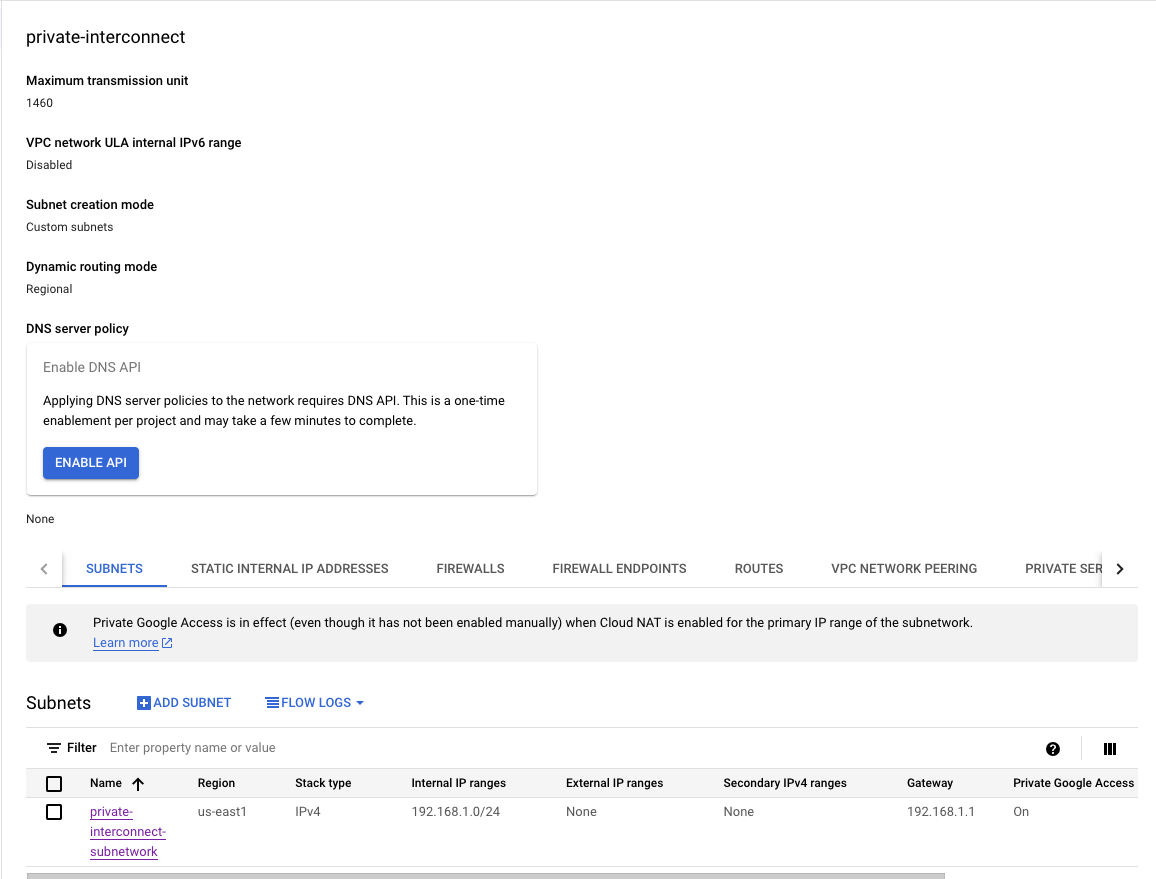 private-interconnect
Maximum transmission unit
1460
VPC network ULA internal IPv6 range
Disabled
Subnet creation mode
Custom subnets
Dynamic routing mode
Regional
DNS server policy
Enable DNS API
Applying DNS server policies to the network requires DNS API. This is a one-time
enablement per project and may take a few minutes to complete.
ENABLE API
None
SUBNETS STATIC INTERNAL IP ADDRESSES FIREWALLS FIREWALL ENDPOINTS ROUTES VPC NETWORK PEERING PRIVATE SER
Private Google Access is in effect (even though it has not been enabled manually) when Cloud NAT is enabled for the primary IP range of the subnetwork.
Learn more
Subnets ADD SUBNET FLOW LOGS
Filter Enter property name or value
Name Region Stack type Internal IP ranges External IP ranges Secondary IPv4 ranges Gateway Private Google Access
private- us-east1 IPv4 192.168.1.0/24 None None 192.168.1.1 On
interconnect-
subnetwork